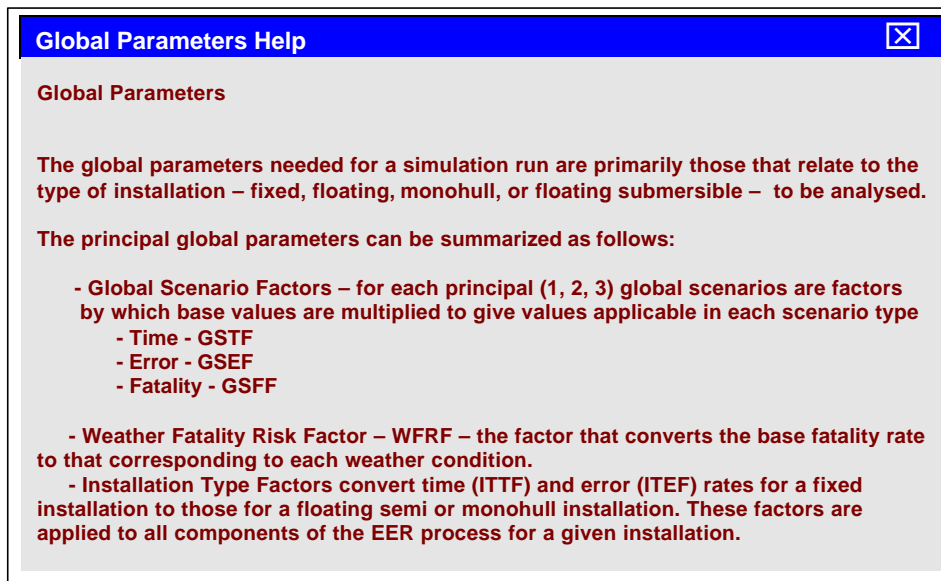 Global Parameters Help
Global Parameters
The global parameters needed for a simulation run are primarily those that relate to the
type of installation – fixed, floating, monohull, or floating submersible – to be analysed.
The principal global parameters can be summarized as follows:
- Global Scenario Factors – for each principal (1, 2, 3) global scenarios are factors
by which base values are multiplied to give values applicable in each scenario type
- Time - GSTF
- Error - GSEF
- Fatality - GSFF
- Weather Fatality Risk Factor – WFRF – the factor that converts the base fatality rate
to that corresponding to each weather condition.
- Installation Type Factors convert time (ITTF) and error (ITEF) rates for a fixed
installation to those for a floating semi or monohull installation. These factors are
applied to all components of the EER process for a given installation.